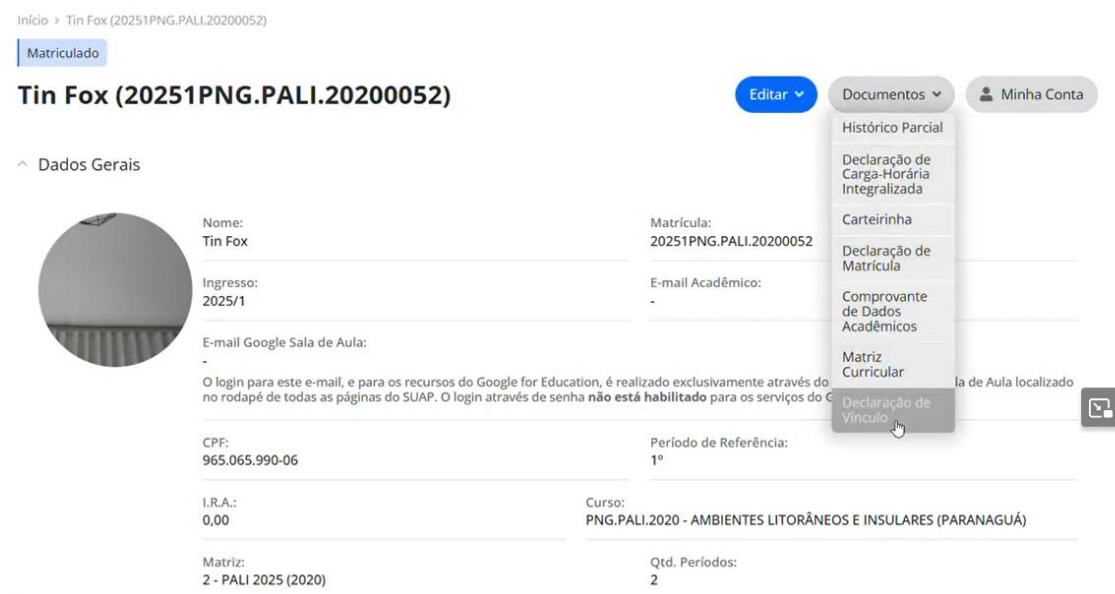 Início > Tin Fox (20251PNG.PALI.20200052)
Matriculado
Tin Fox (20251PNG.PALI.20200052)
Editar
Documentos
Minha Conta
Histórico Parcial
Declaração de
Carga-Horária
Integralizada
Carteirinha
Declaração de
Matrícula
Comprovante
de Dados
Acadêmicos
Matriz
Curricular
Declaração de
Vínculo
Dados Gerais
Nome:
Tin Fox
Matrícula:
20251PNG.PALI.20200052
Ingresso:
2025/1
E-mail Acadêmico:
-
E-mail Google Sala de Aula:
-
O login para este e-mail, e para os recursos do Google for Education, é realizado exclusivamente através do la de Aula localizado
no rodapé de todas as páginas do SUAP. O login através de senha não está habilitado para os serviços do G
CPF:
965.065.990-06
Período de Referência:
1º
I.R.A.:
0,00
Curso:
PNG.PALI.2020 - AMBIENTES LITORÂNEOS E INSULARES (PARANAGUÁ)
Matriz:
2 - PALI 2025 (2020)
Qtd. Períodos:
2